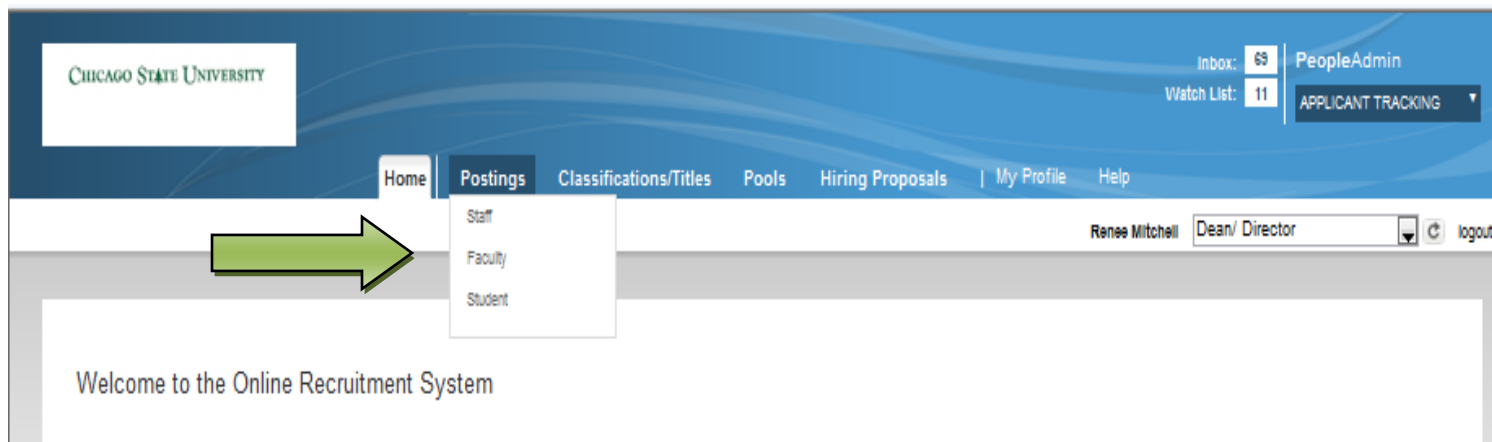 CHICAGO STATE UNIVERSITY
Inbox: 69
Watch List: 11
PeopleAdmin
APPLICANT TRACKING
Home Postings Classifications/Titles Pools Hiring Proposals | My Profile Help
Staff
Faculty
Student
Renee Mitchell Dean/ Director logout
Welcome to the Online Recruitment System